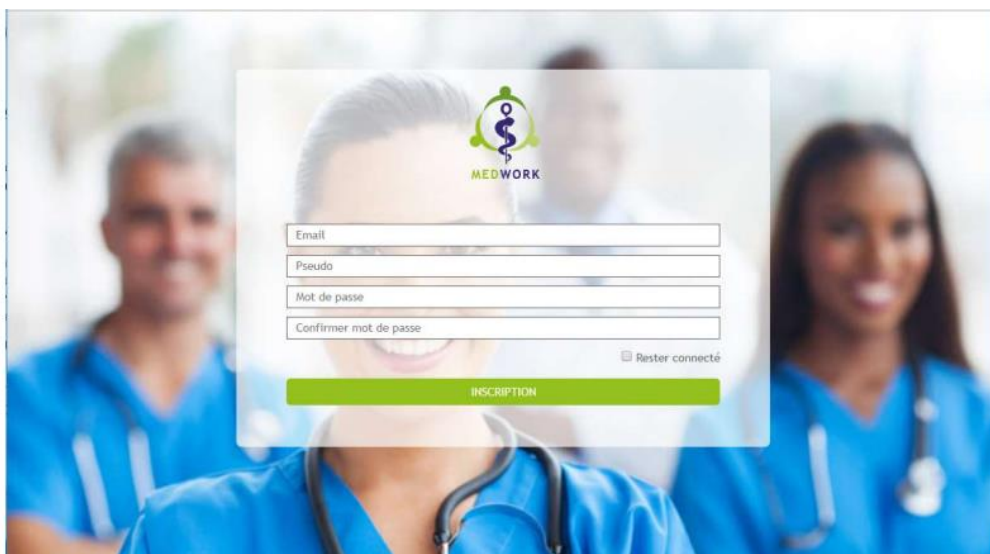 MEDWORK
Email
Pseudo
Mot de passe
Confirmer mot de passe
Rester connecté
INSCRIPTION